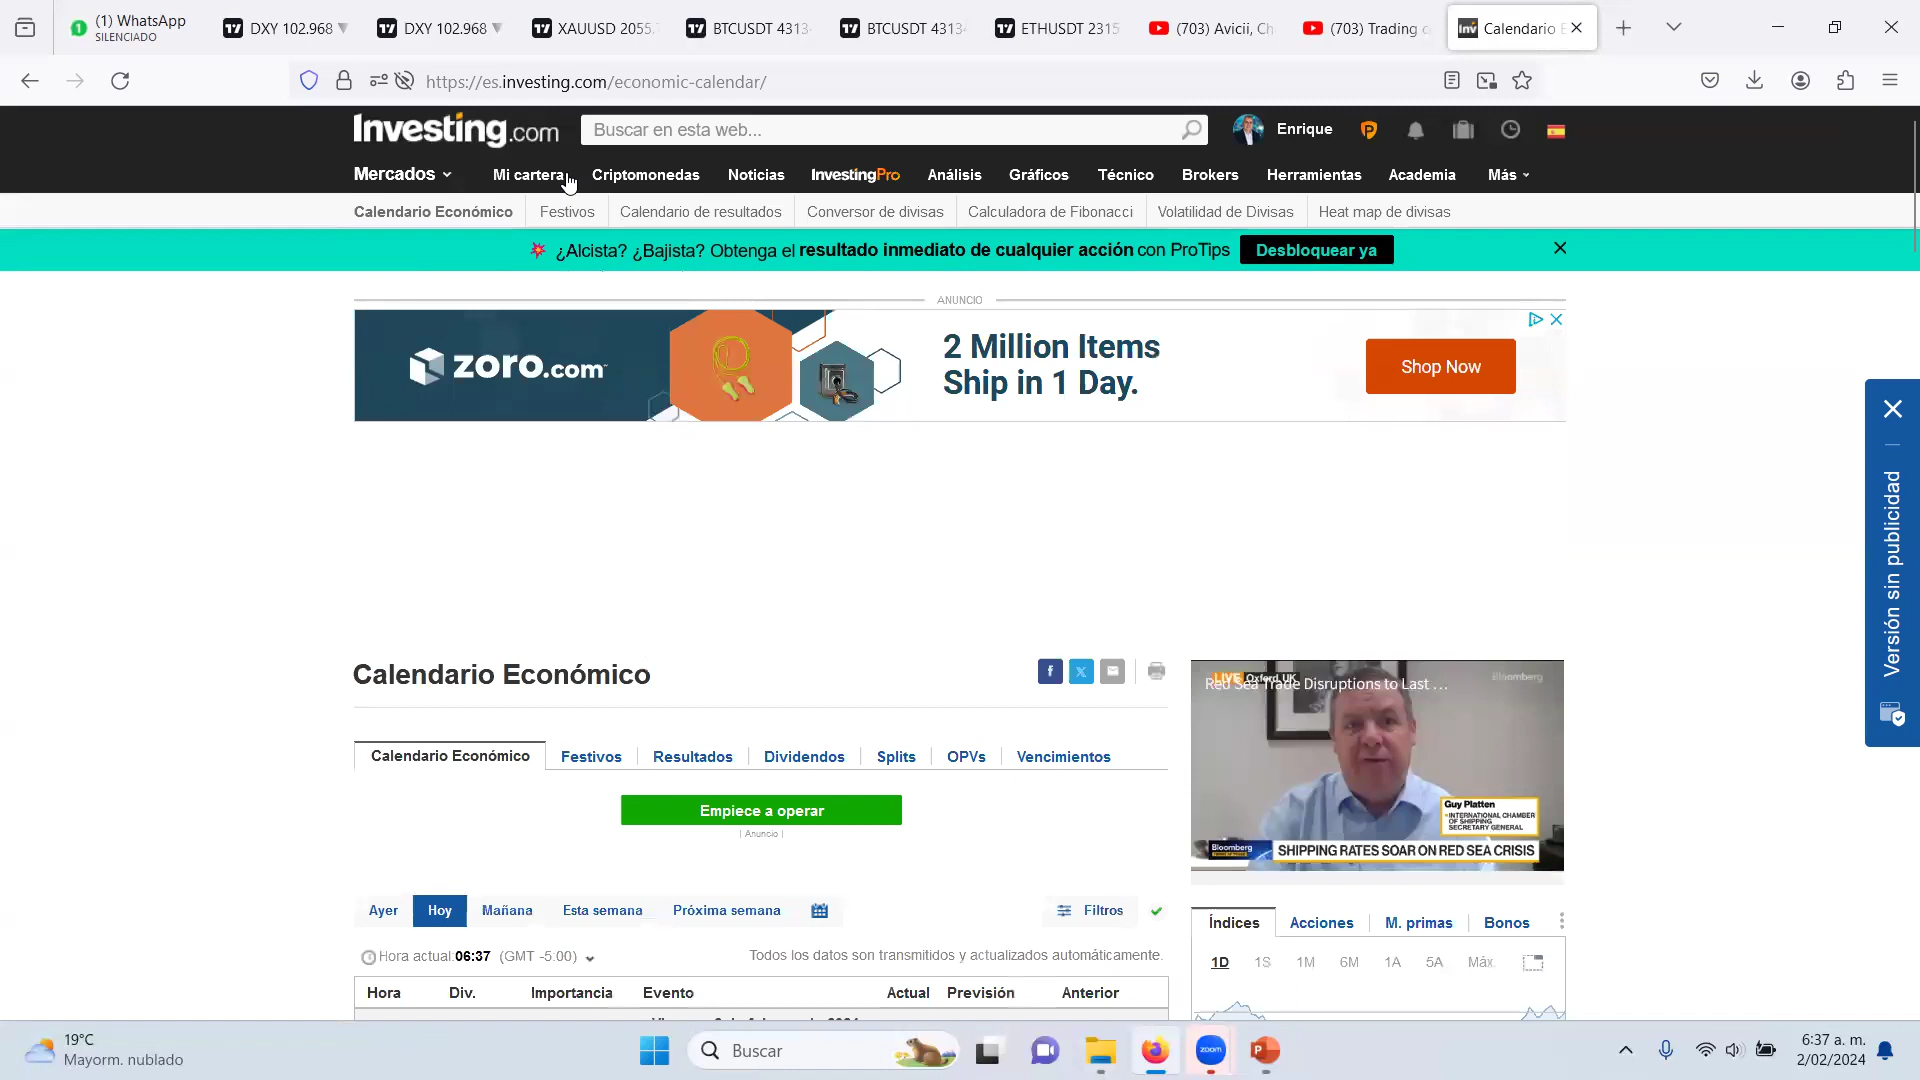 (1) WhatsApp
SILENCIADO
DXY 102.968
DXY 102.968
XAUUSD 2055.
BTCUSDT 4313
BTCUSDT 4313
ETHUSDT 2315
(703) Avicii, Ch
(703) Trading
Calendario E
https://es.investing.com/economic-calendar/
Investing.com
Buscar en esta web...
Enrique
Mercados
Mi cartera
Criptomonedas
Noticias
InvestingPro
Análisis
Gráficos
Técnico
Brokers
Herramientas
Academia
Más
Calendario Económico
Festivos
Calendario de resultados
Conversor de divisas
Calculadora de Fibonacci
Volatilidad de Divisas
Heat map de divisas
¿Alcista? ¿Bajista? Obtenga el resultado inmediato de cualquier acción con ProTips
Desbloquear ya
ANUNCIO
zoro.com
2 Million Items
Ship in 1 Day.
Shop Now
Versión sin publicidad
Calendario Económico
LIVE Oxford, UK
Bloomberg
Red Sea Trade Disruptions to Last ...
Guy Platten
INTERNATIONAL CHAMBER
OF SHIPPING
SECRETARY GENERAL
Bloomberg
SHIPPING RATES SOAR ON RED SEA CRISIS
Calendario Económico
Festivos
Resultados
Dividendos
Splits
OPVs
Vencimientos
Empiece a operar
| Anuncio |
Ayer
Hoy
Mañana
Esta semana
Próxima semana
Filtros
Hora actual:06:37 (GMT -5:00)
Todos los datos son transmitidos y actualizados automáticamente.
Hora
Div.
Importancia
Evento
Actual
Previsión
Anterior
Índices
Acciones
M. primas
Bonos
1D
1S
1M
6M
1A
5A
Máx
19°C
Mayorm. nublado
Buscar
zoom
6:37 a. m.
2/02/2024